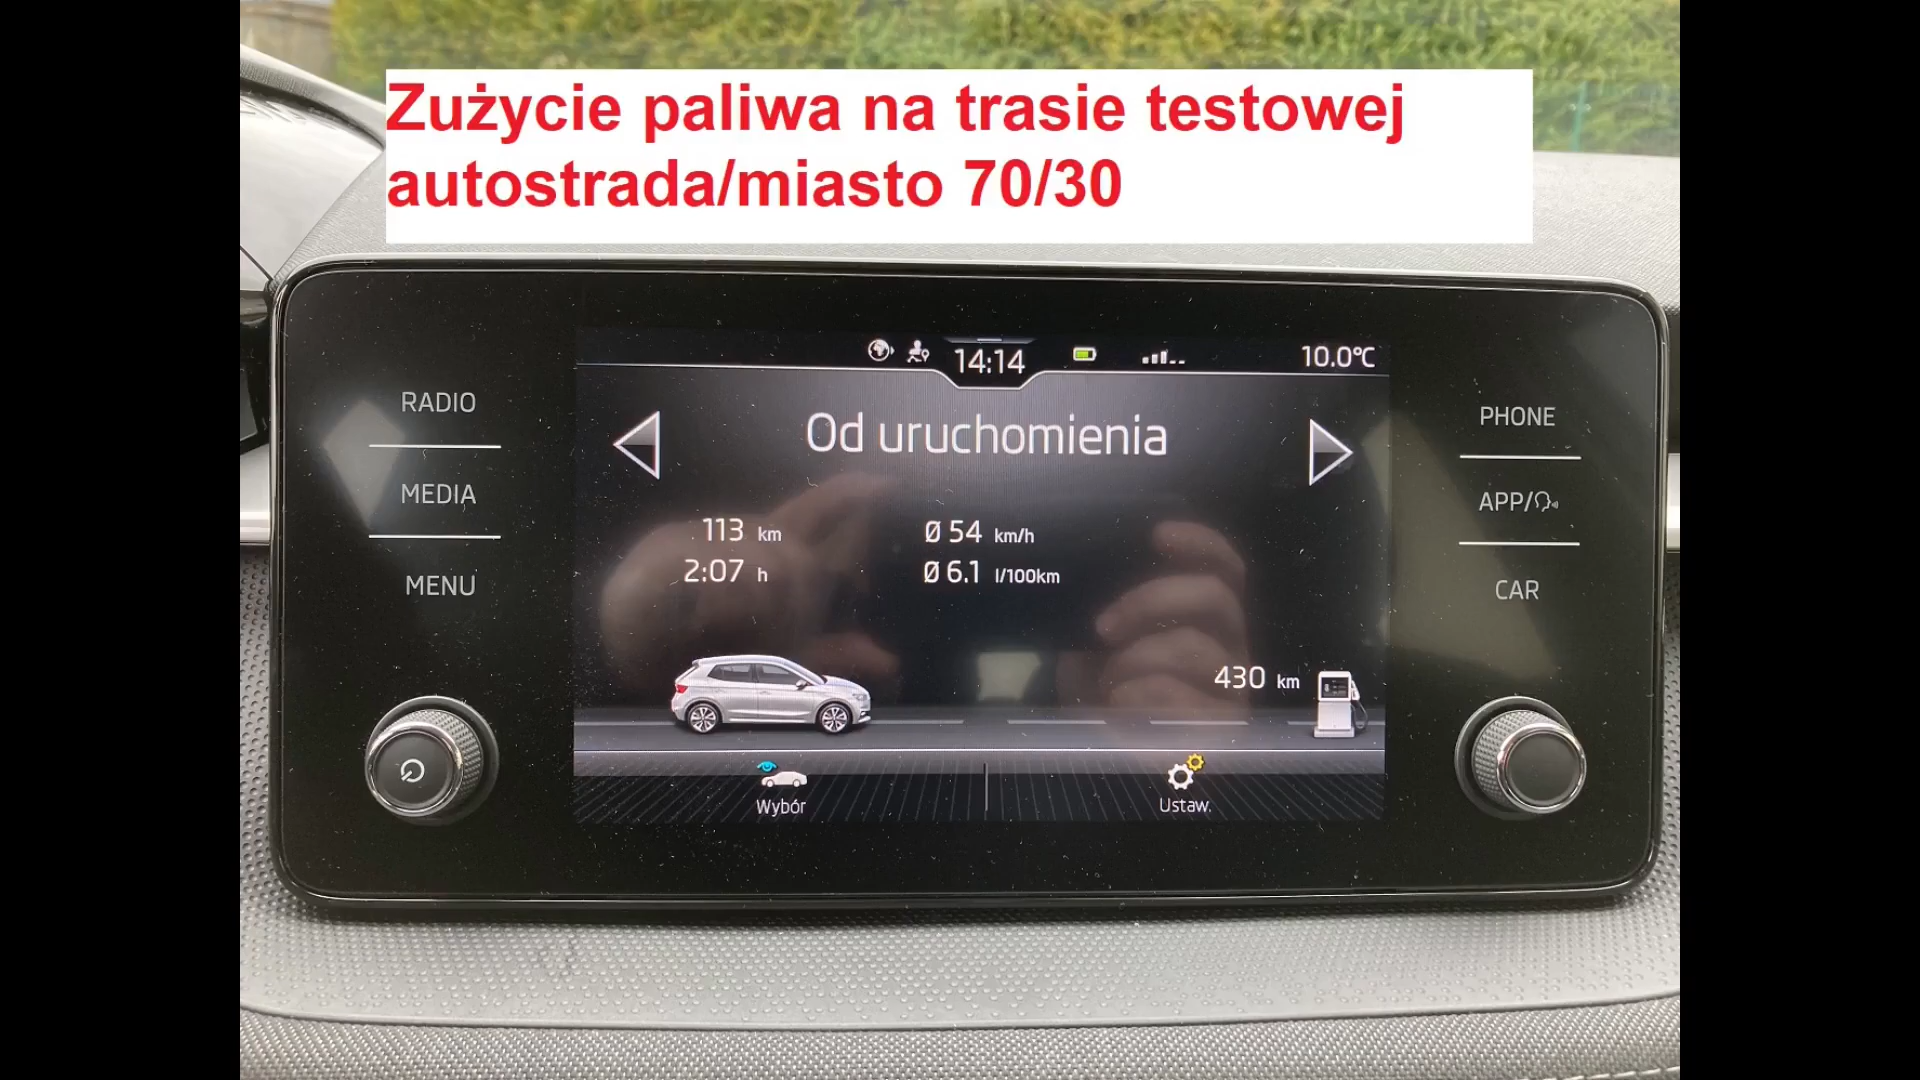 Zużycie paliwa na trasie testowej
autostrada/miasto 70/30
14:14
10.0°C
RADIO
MEDIA
MENU
Od uruchomienia
113 km
Ø 54 km/h
2:07 h
Ø 6.1 l/100km
430 km
Wybór
Ustaw.
PHONE
APP/
CAR